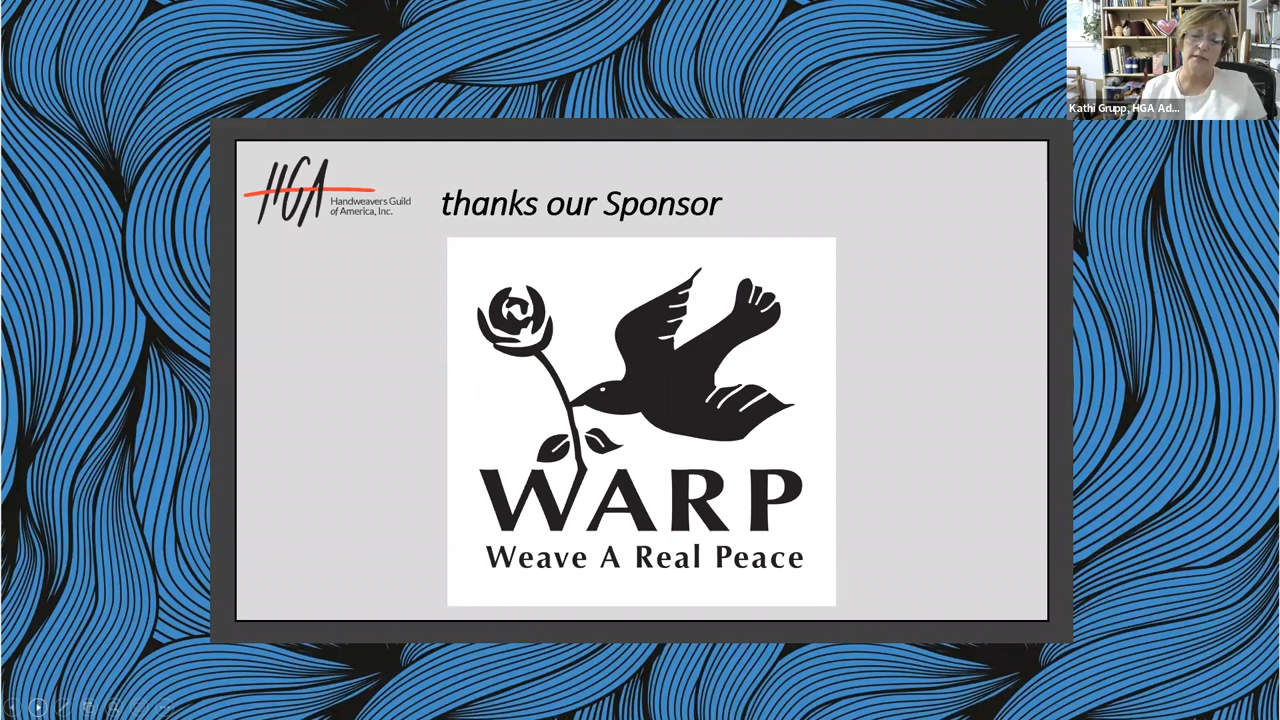 Kathi Grupp, HGA Ad...
HGA
Handweavers Guild
of America, Inc.
thanks our Sponsor
WARP
Weave A Real Peace